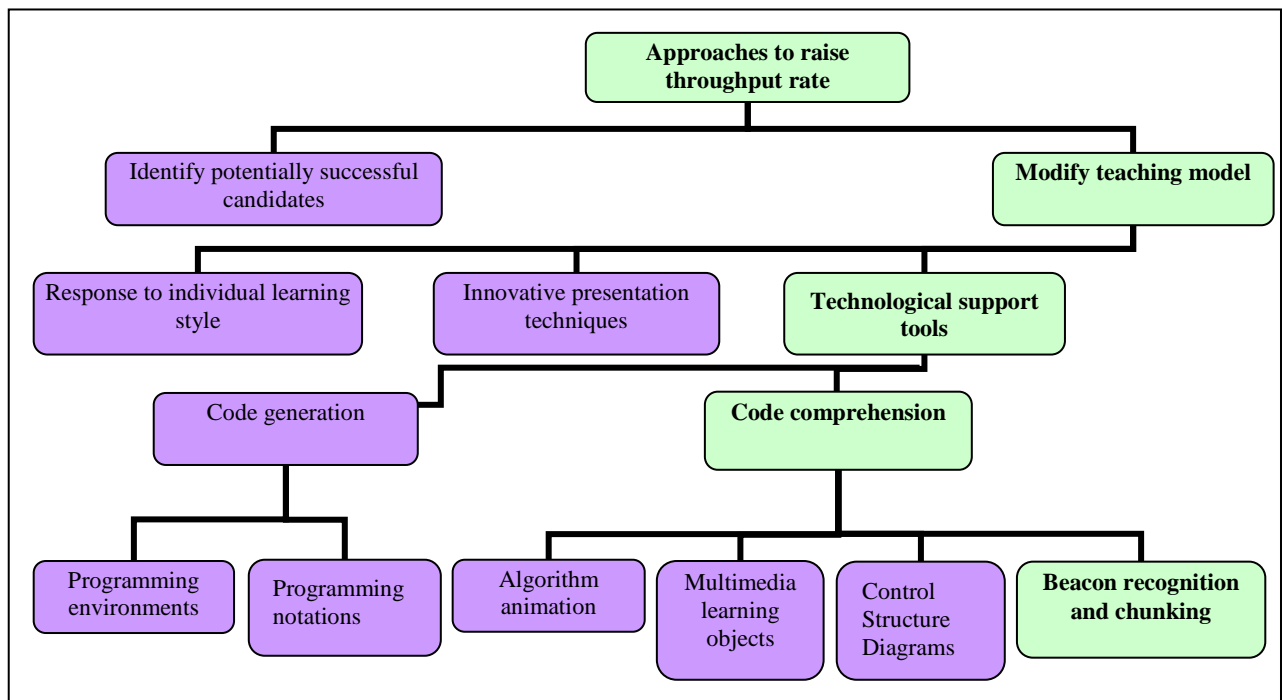 Approaches to raise
throughput rate
Identify potentially successful
candidates
Modify teaching model
Response to individual learning
style
Innovative presentation
techniques
Technological support
tools
Code generation
Code comprehension
Programming
environments
Programming
notations
Algorithm
animation
Multimedia
learning
objects
Control
Structure
Diagrams
Beacon recognition
and chunking